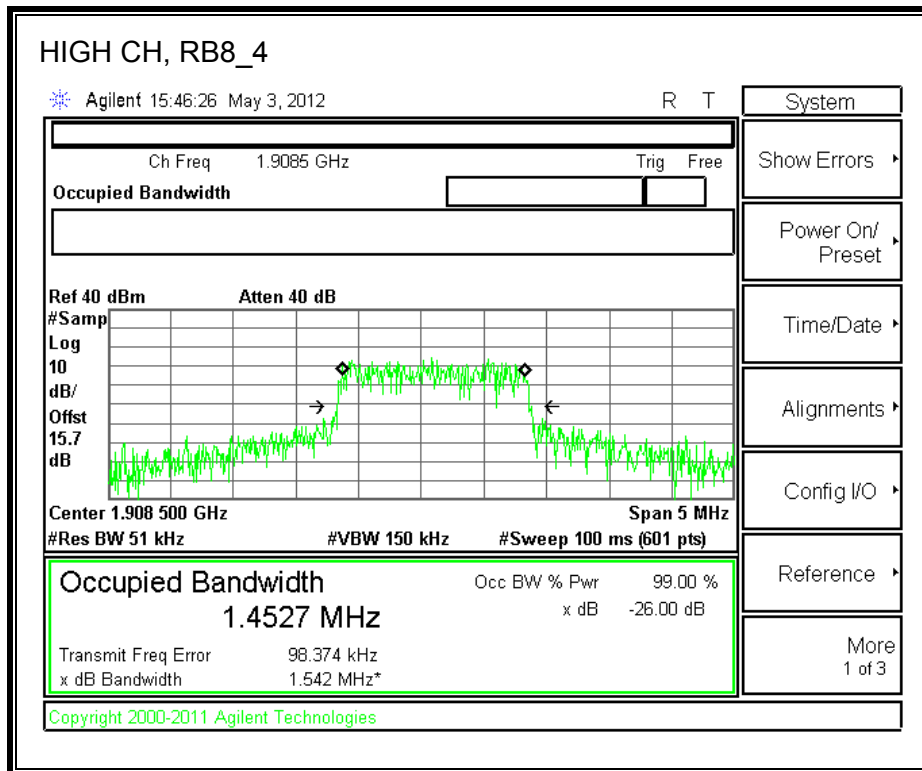 HIGH CH, RB8_4
Agilent 15:46:26 May 3, 2012 R T
System
Ch Freq 1.9085 GHz Trig Free
Show Errors
Occupied Bandwidth
Power On/
Preset
Ref 40 dBm Atten 40 dB
#Samp
Log
10
dB/
Offst
15.7
dB
Time/Date
Alignments
Config I/O
Center 1.908 500 GHz Span 5 MHz
#Res BW 51 kHz #VBW 150 kHz #Sweep 100 ms (601 pts)
Occupied Bandwidth Occ BW % Pwr 99.00 %
1.4527 MHz x dB -26.00 dB
Reference
Transmit Freq Error 98.374 kHz
x dB Bandwidth 1.542 MHz*
More
1 of 3
Copyright 2000-2011 Agilent Technologies